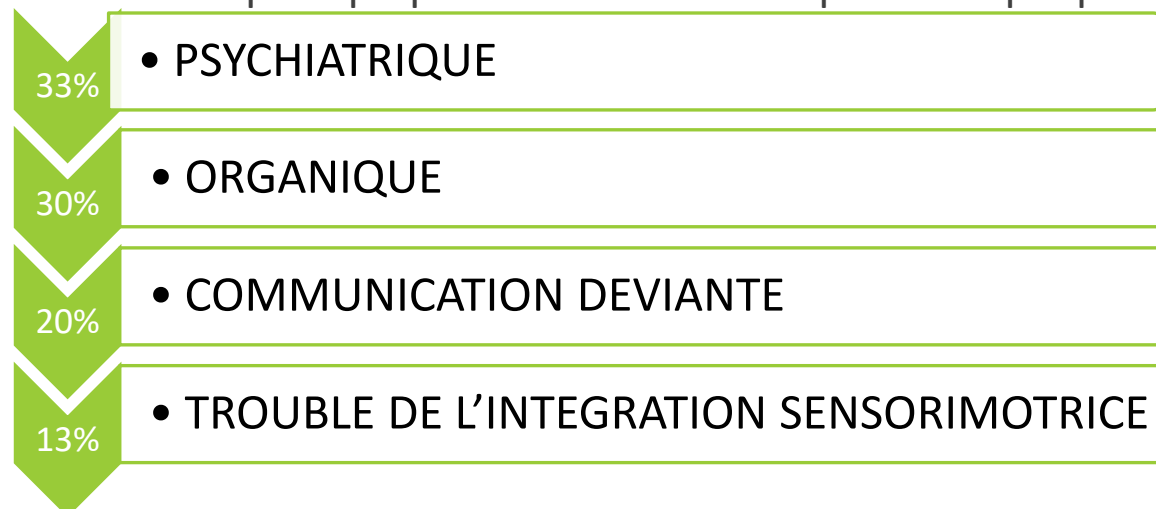 33%
• PSYCHIATRIQUE
30%
• ORGANIQUE
20%
• COMMUNICATION DEVIANTE
13%
• TROUBLE DE L’INTEGRATION SENSORIMOTRICE